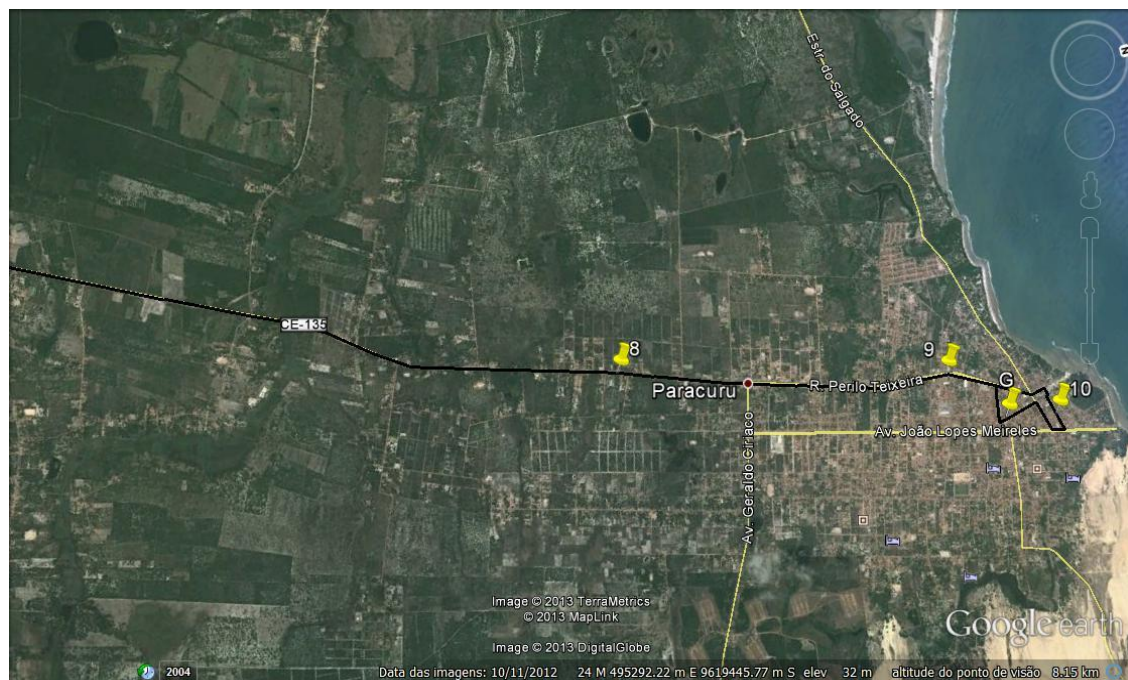 Estr. do Salgado
N
CE-135
8
9
Paracuru
R. Perilo Teixeira
G
10
Av. João Lopes Meireles
Av. Geraldo Ciriaco
Image © 2013 TerraMetrics
© 2013 MapLink
Image © 2013 DigitalGlobe
Google earth
2004
Data das imagens: 10/11/2012 24 M 495292.22 m E 9619445.77 m S elev 32 m altitude do ponto de visão 8.15 km